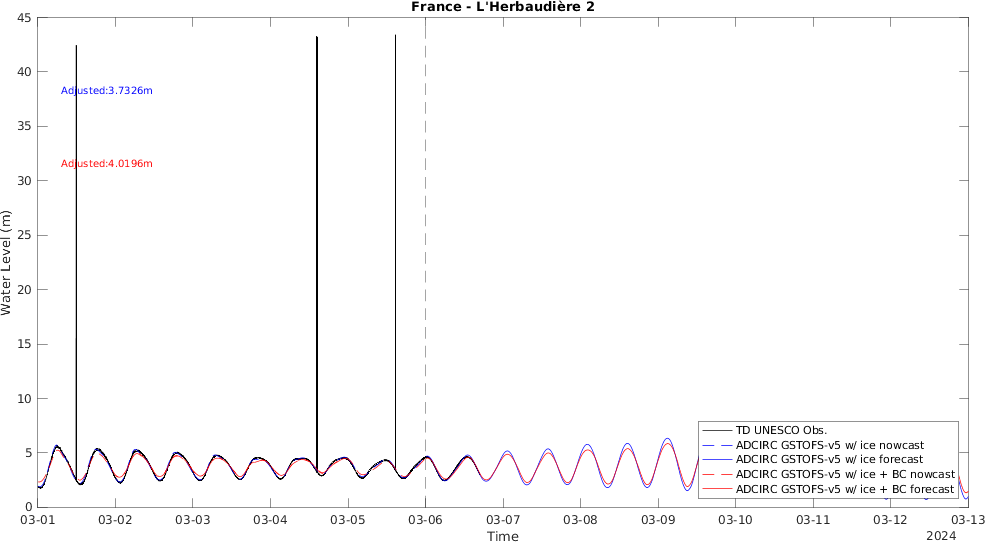 France - L'Herbaudière 2
45
40
35
30
25
20
15
10
5
0
Water Level (m)
Adjusted:3.7326m
Adjusted:4.0196m
TD UNESCO Obs.
ADCIRC GSTOFS-v5 w/ ice nowcast
ADCIRC GSTOFS-v5 w/ ice forecast
ADCIRC GSTOFS-v5 w/ ice + BC nowcast
ADCIRC GSTOFS-v5 w/ ice + BC forecast
03-01 03-02 03-03 03-04 03-05 03-06 03-07 03-08 03-09 03-10 03-11 03-12 03-13
Time
2024